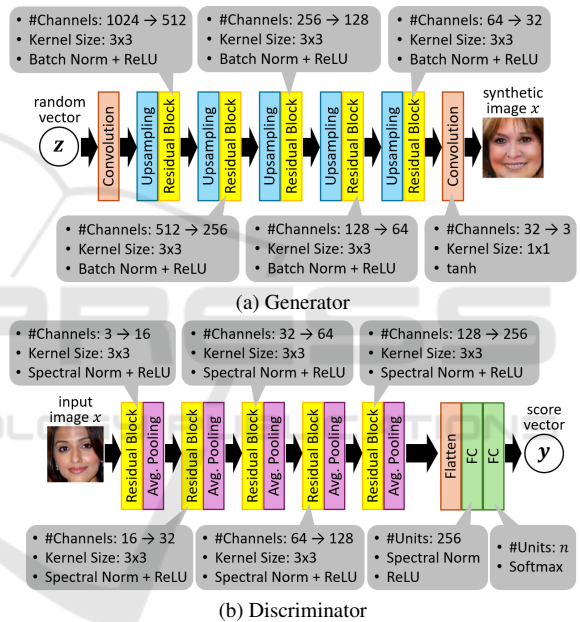 • #Channels: 1024 → 512
• Kernel Size: 3x3
• Batch Norm + ReLU
• #Channels: 256 → 128
• Kernel Size: 3x3
• Batch Norm + ReLU
• #Channels: 64 → 32
• Kernel Size: 3x3
• Batch Norm + ReLU
random
vector
z
Convolution
Upsampling
Residual Block
Upsampling
Residual Block
Upsampling
Residual Block
Upsampling
Residual Block
Upsampling
Residual Block
Convolution
synthetic
image x
• #Channels: 512 → 256
• Kernel Size: 3x3
• Batch Norm + ReLU
• #Channels: 128 → 64
• Kernel Size: 3x3
• Batch Norm + ReLU
• #Channels: 32 → 3
• Kernel Size: 1x1
• tanh
(a) Generator
• #Channels: 3 → 16
• Kernel Size: 3x3
• Spectral Norm + ReLU
• #Channels: 32 → 64
• Kernel Size: 3x3
• Spectral Norm + ReLU
• #Channels: 128 → 256
• Kernel Size: 3x3
• Spectral Norm + ReLU
input
image x
Residual Block
Avg. Pooling
Residual Block
Avg. Pooling
Residual Block
Avg. Pooling
Residual Block
Avg. Pooling
Residual Block
Avg. Pooling
Flatten
FC
FC
score
vector
y
• #Channels: 16 → 32
• Kernel Size: 3x3
• Spectral Norm + ReLU
• #Channels: 64 → 128
• Kernel Size: 3x3
• Spectral Norm + ReLU
• #Units: 256
• Spectral Norm
• ReLU
• #Units: n
• Softmax
(b) Discriminator